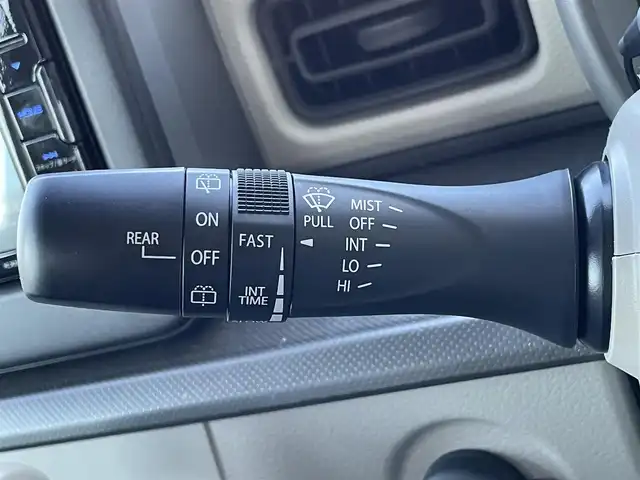 REAR
ON
OFF
FAST
INT
TIME
PULL
MIST
OFF
INT
LO
HI